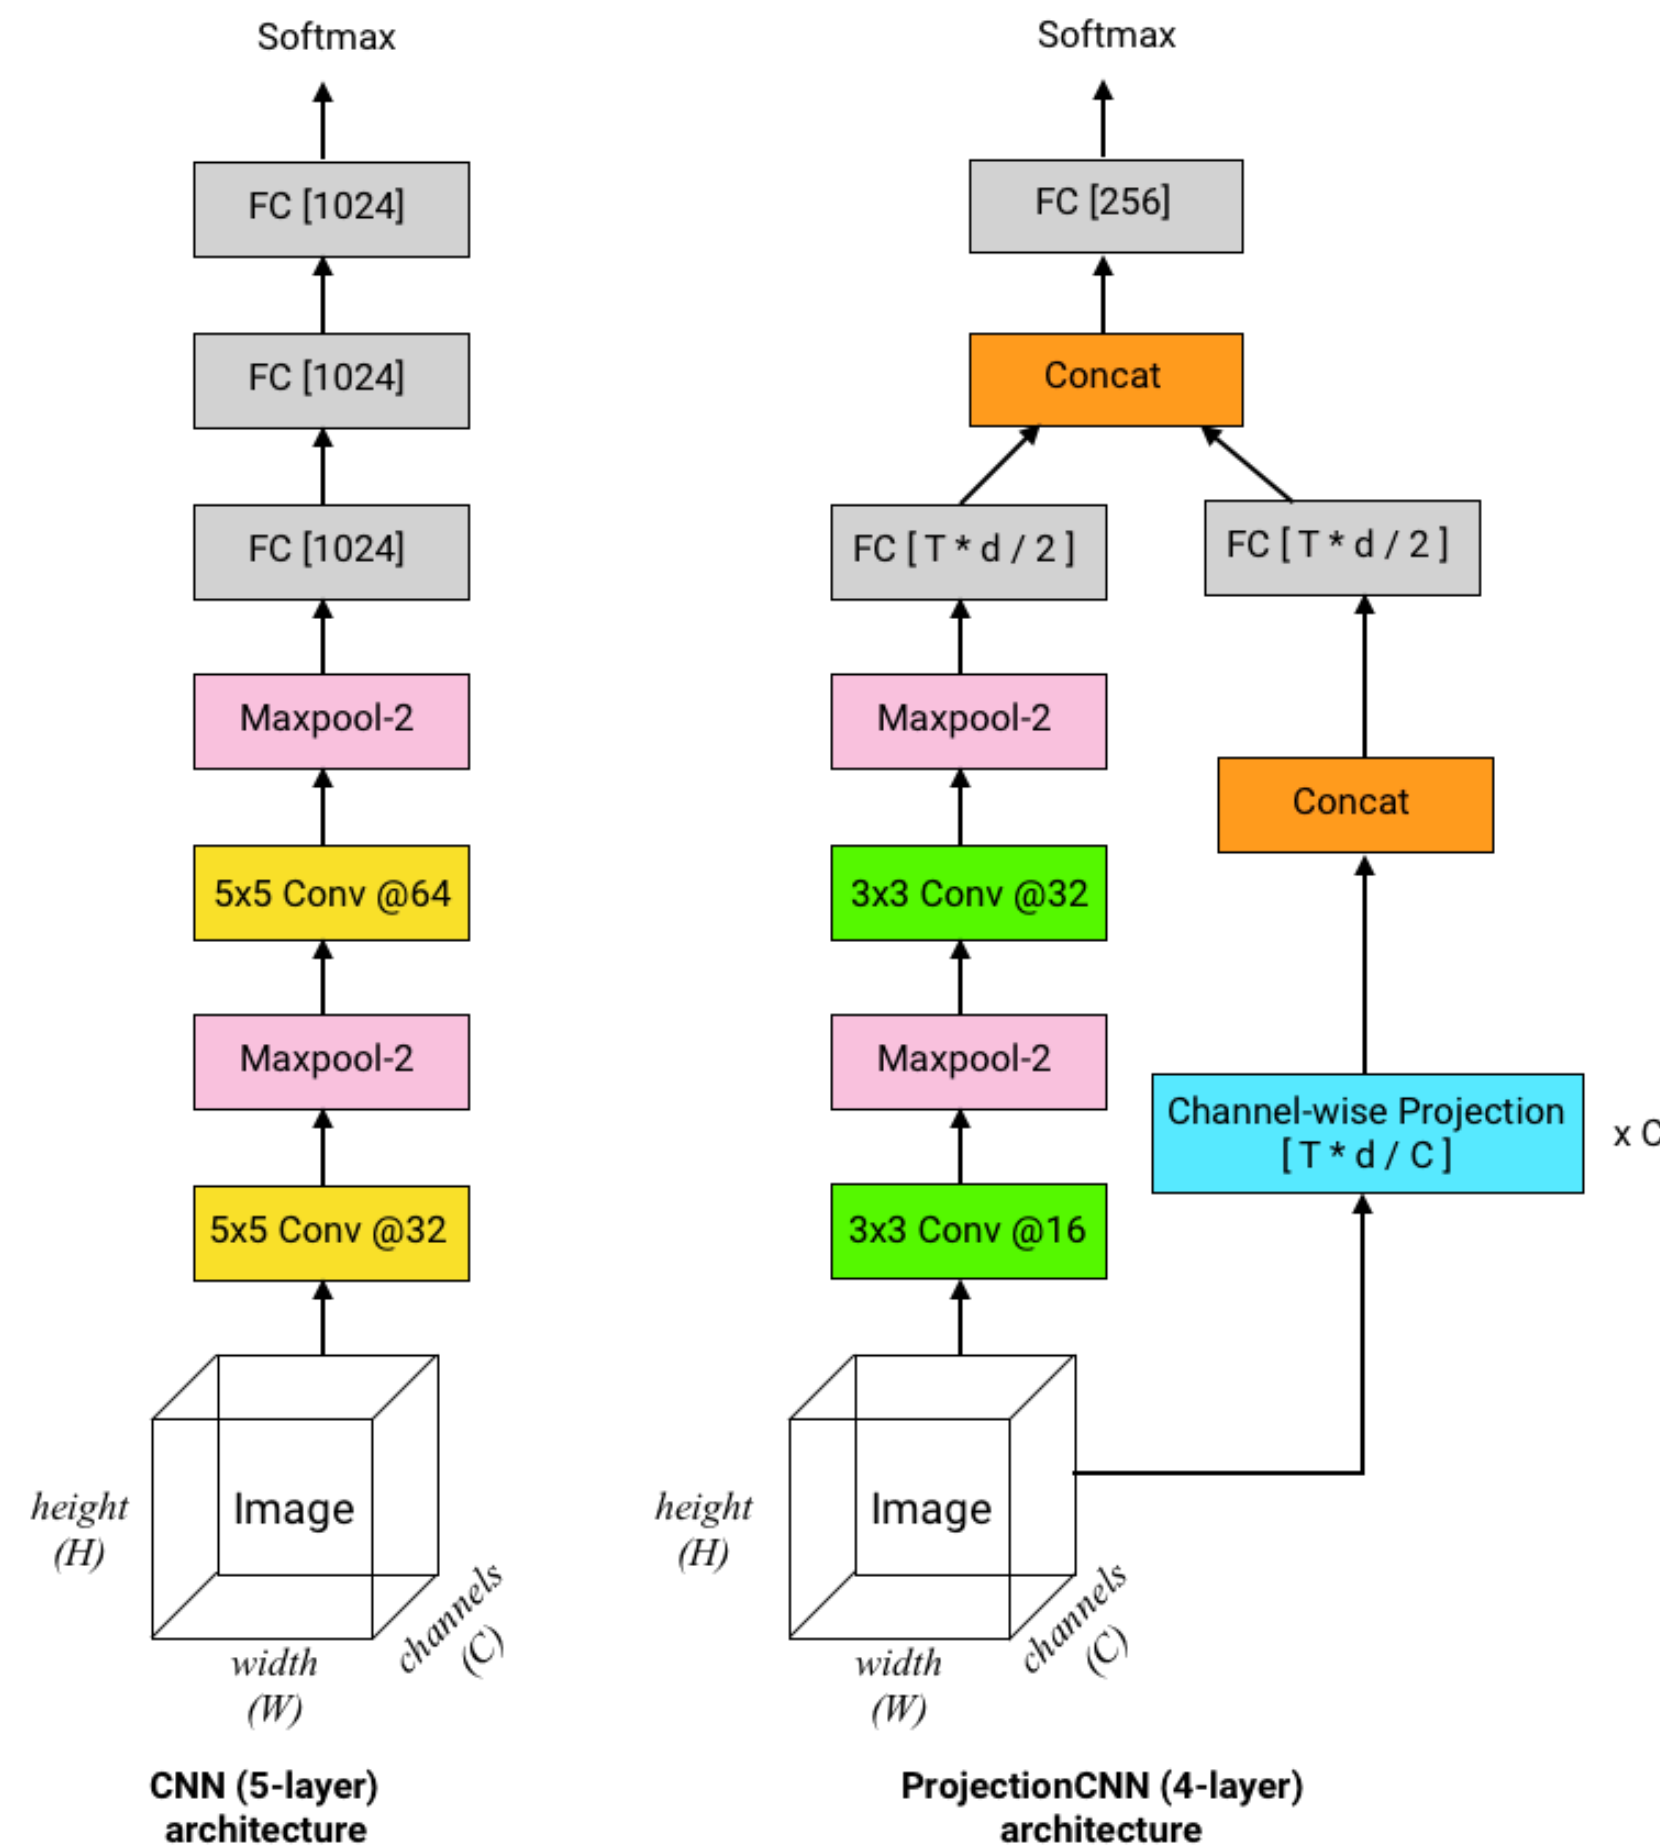 Softmax
FC [1024]
FC [1024]
FC [1024]
Maxpool-2
5x5 Conv @64
Maxpool-2
5x5 Conv @32
Image
height
(H)
width
(W)
channels
(C)
CNN (5-layer)
architecture
Softmax
FC [256]
Concat
FC [ T * d / 2 ]
FC [ T * d / 2 ]
Maxpool-2
Concat
3x3 Conv @32
Maxpool-2
Channel-wise Projection
[ T * d / C ]
x C
3x3 Conv @16
Image
height
(H)
width
(W)
channels
(C)
ProjectionCNN (4-layer)
architecture